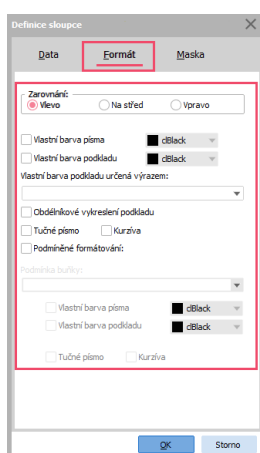 Definice sloupce
Data Formát Maska
Zarovnání:
Vlevo Na střed Vpravo
Vlastní barva písma clBlack
Vlastní barva podkladu clBlack
Vlastní barva podkladu určená výrazem:
Obdélníkové vykreslení podkladu
Tučné písmo Kurzíva
Podmíněné formátování:
Podmínka buňky:
Vlastní barva písma clBlack
Vlastní barva podkladu clBlack
Tučné písmo Kurzíva
OK Storno